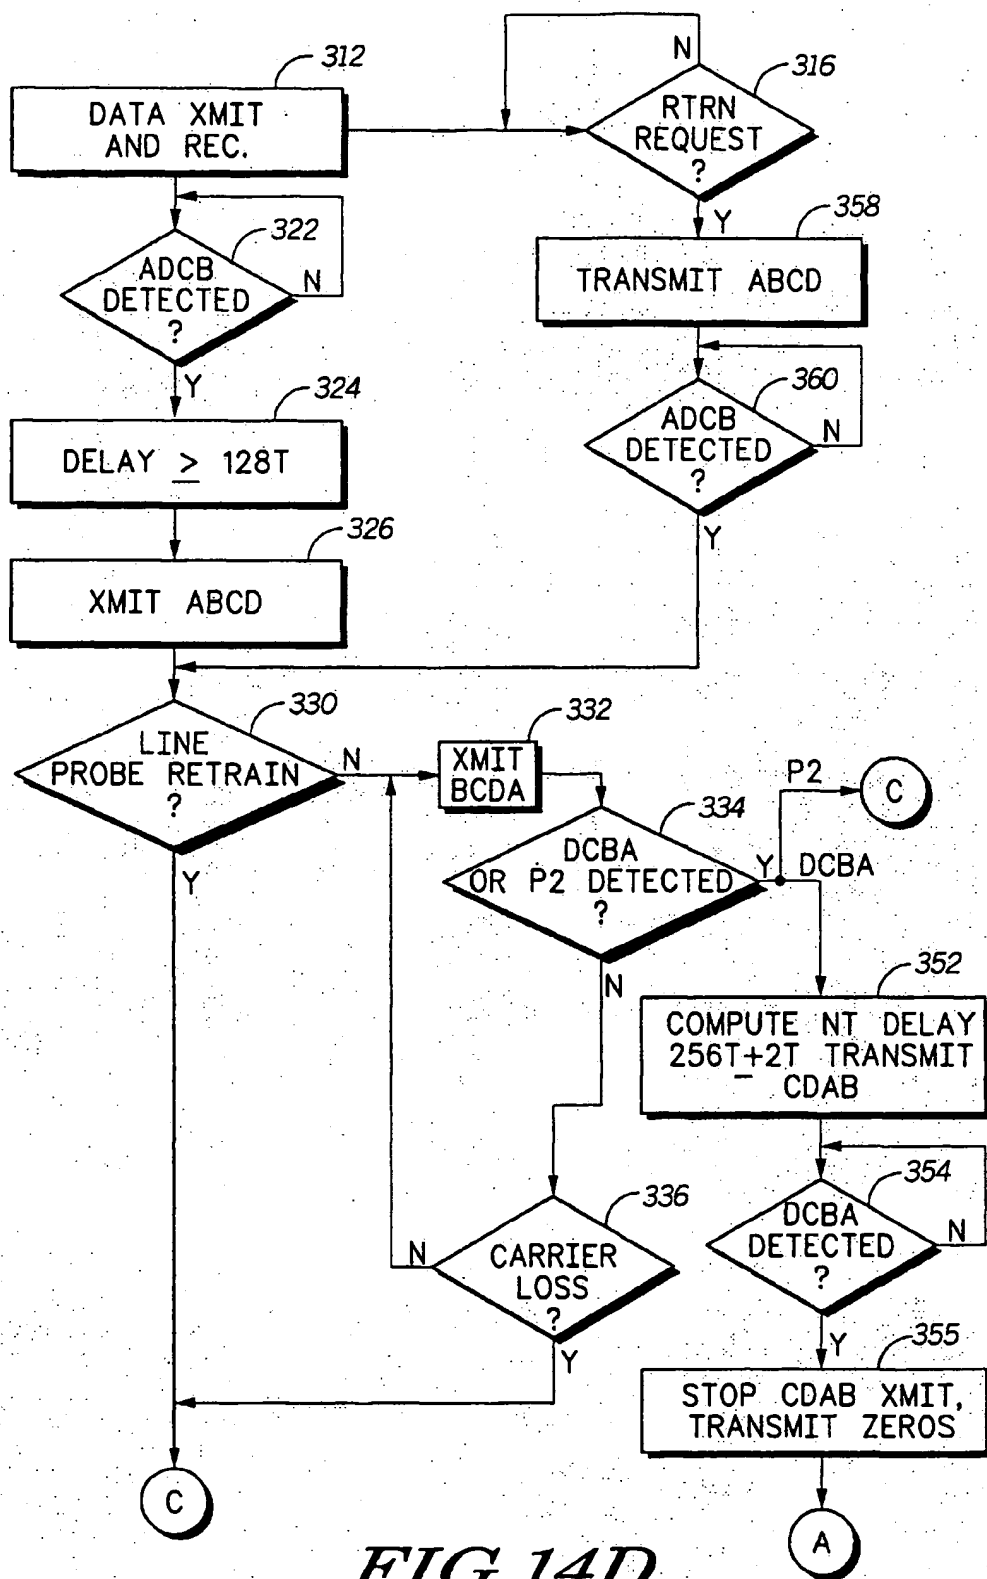 312
DATA XMIT
AND REC.
N
316
RTRN
REQUEST
?
Y
322
ADCB
DETECTED
?
N
Y
358
TRANSMIT ABCD
324
DELAY ≥ 128T
360
ADCB
DETECTED
?
N
Y
326
XMIT ABCD
330
LINE
PROBE RETRAIN
?
N
Y
332
XMIT
BCDA
334
DCBA
OR P2 DETECTED
?
Y
P2
C
DCBA
N
352
COMPUTE NT DELAY
256T±2T TRANSMIT
CDAB
336
CARRIER
LOSS
?
N
Y
354
DCBA
DETECTED
?
N
Y
355
STOP CDAB XMIT,
TRANSMIT ZEROS
C
A
FIG.14D